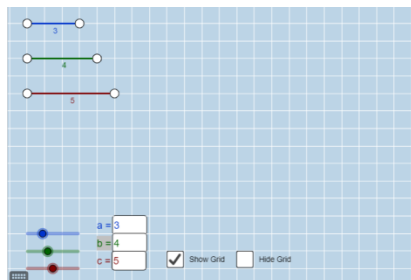 3
4
5
a = 3
b = 4
c = 5
Show Grid
Hide Grid